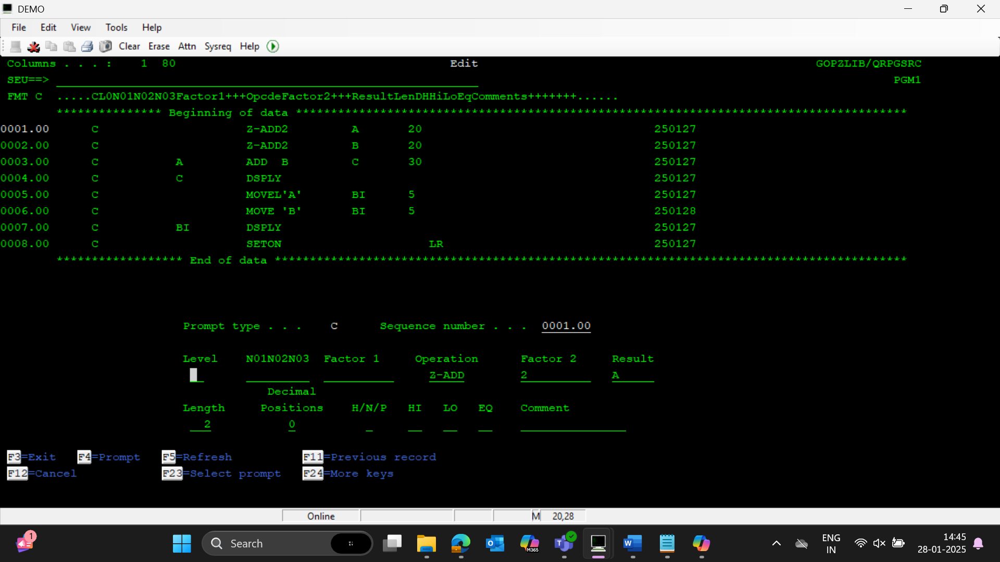 DEMO
File Edit View Tools Help
Clear Erase Attn Sysreq Help
Columns . . . : 1 80 Edit GOPZLIB/QRPGSRC
SEU==> PGM1
FMT C .....CL0N01N02N03Factor1+++OpcdeFactor2+++ResultLenDHHiLoEqComments+++++++......
*************** Beginning of data ***************************************************************************************
0001.00 C Z-ADD2 A 20 250127
0002.00 C Z-ADD2 B 20 250127
0003.00 C A ADD B C 30 250127
0004.00 C C DSPLY 250127
0005.00 C MOVEL'A' BI 5 250127
0006.00 C MOVE 'B' BI 5 250128
0007.00 C BI DSPLY 250127
0008.00 C SETON LR 250127
****************** End of data ******************************************************************************************
Prompt type . . . C Sequence number . . . 0001.00
Level N01N02N03 Factor 1 Operation Factor 2 Result
Z-ADD 2 A
Decimal
Length Positions H/N/P HI LO EQ Comment
2 0
F3=Exit F4=Prompt F5=Refresh F11=Previous record
F12=Cancel F23=Select prompt F24=More keys
Online M 20,28
1 Search M365 ENG 14:45
IN 28-01-2025